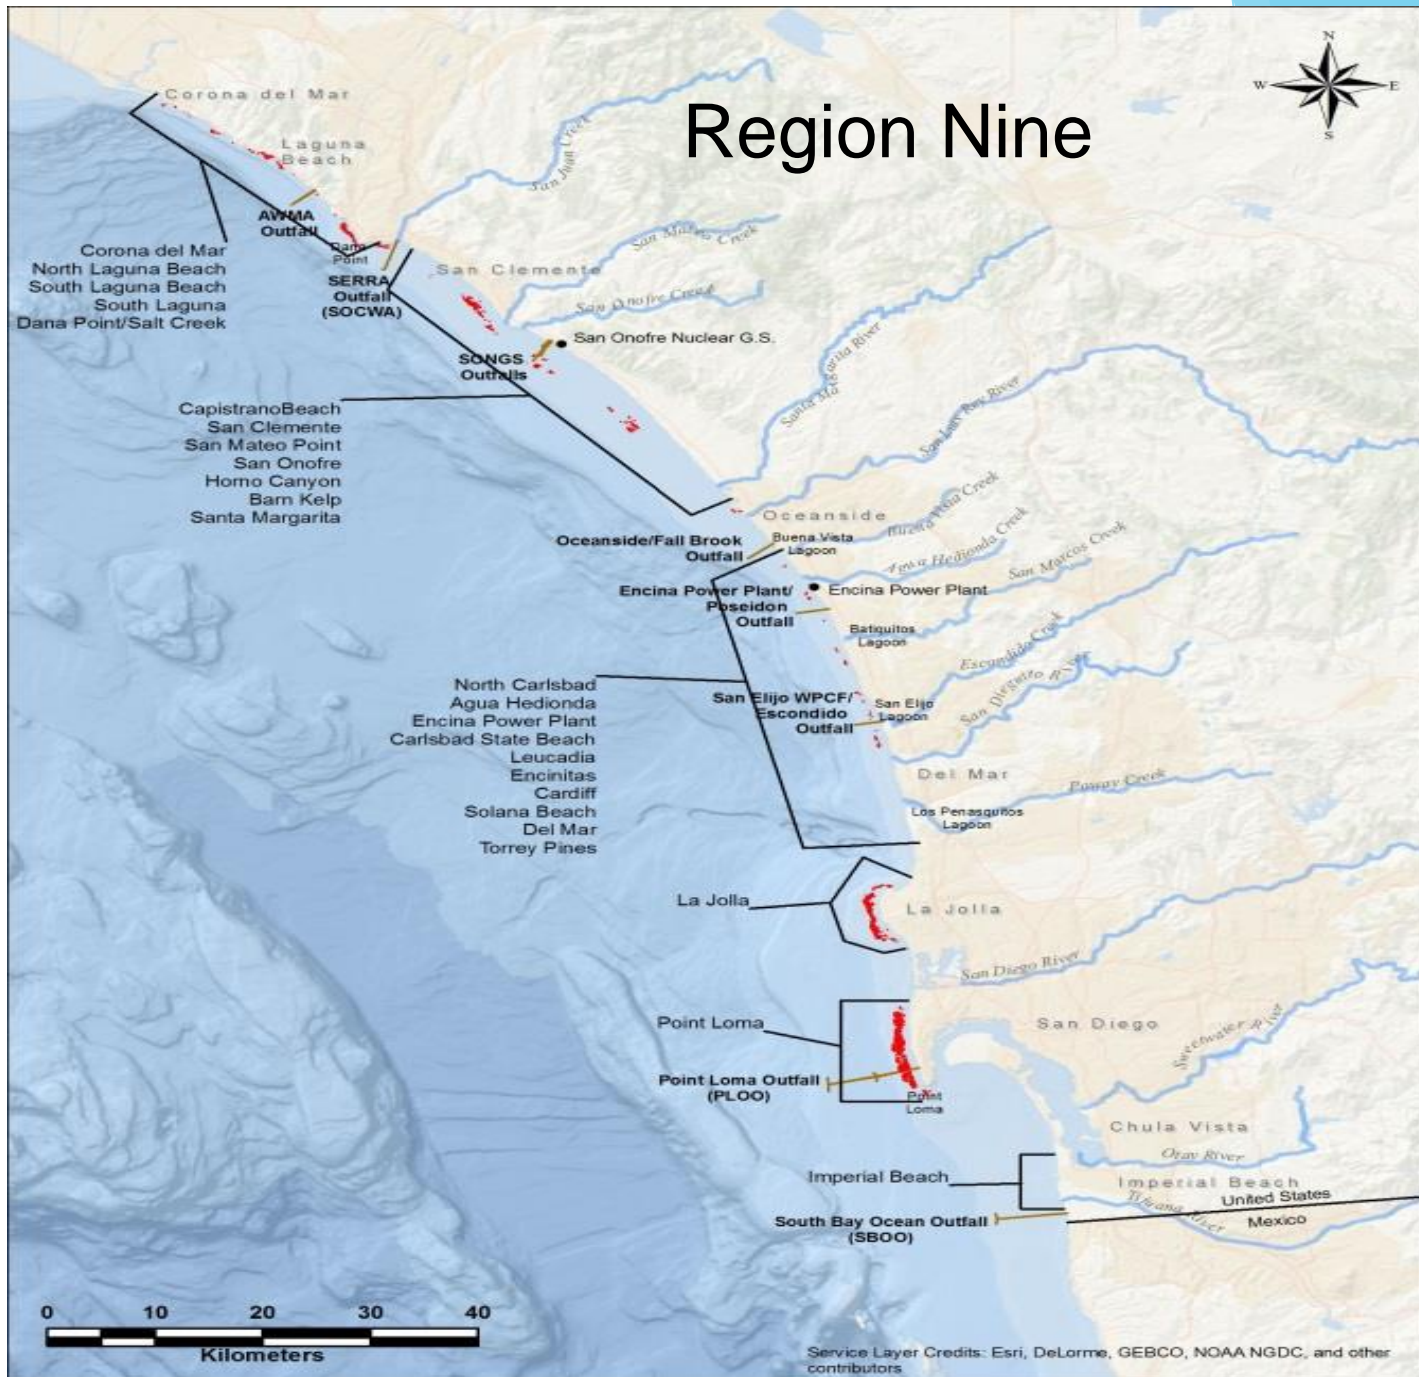 Region Nine
N
W
E
S
Corona del Mar
Laguna
Beach
San Juan Creek
AWMA
Outfall
Dana
Point
Corona del Mar
North Laguna Beach
South Laguna Beach
South Laguna
Dana Point/Salt Creek
SERRA
Outfall
(SOCWA)
San Clemente
San Mateo Creek
San Onofre Creek
San Onofre Nuclear G.S.
SONGS
Outfalls
Santa Margarita River
San Luis Rey River
CapistranoBeach
San Clemente
San Mateo Point
San Onofre
Horno Canyon
Barn Kelp
Santa Margarita
Oceanside
Buena Vista Creek
Oceanside/Fall Brook
Outfall
Buena Vista
Lagoon
Agua Hedionda Creek
San Marcos Creek
Encina Power Plant/
Poseidon
Outfall
Encina Power Plant
Batiquitos
Lagoon
Escondido Creek
San Dieguito River
North Carlsbad
Agua Hedionda
Encina Power Plant
Carlsbad State Beach
Leucadia
Encinitas
Cardiff
Solana Beach
Del Mar
Torrey Pines
San Elijo WPCF/
Escondido
Outfall
San Elijo
Lagoon
Del Mar
Poway Creek
Los Penasquitos
Lagoon
La Jolla
La Jolla
San Diego River
Point Loma
San Diego
Sweetwater River
Point Loma Outfall
(PLOO)
Point
Loma
Chula Vista
Otay River
Imperial Beach
Imperial Beach
Tijuana River
United States
Mexico
South Bay Ocean Outfall
(SBOO)
0 10 20 30 40
Kilometers
Service Layer Credits: Esri, DeLorme, GEBCO, NOAA NGDC, and other
contributors